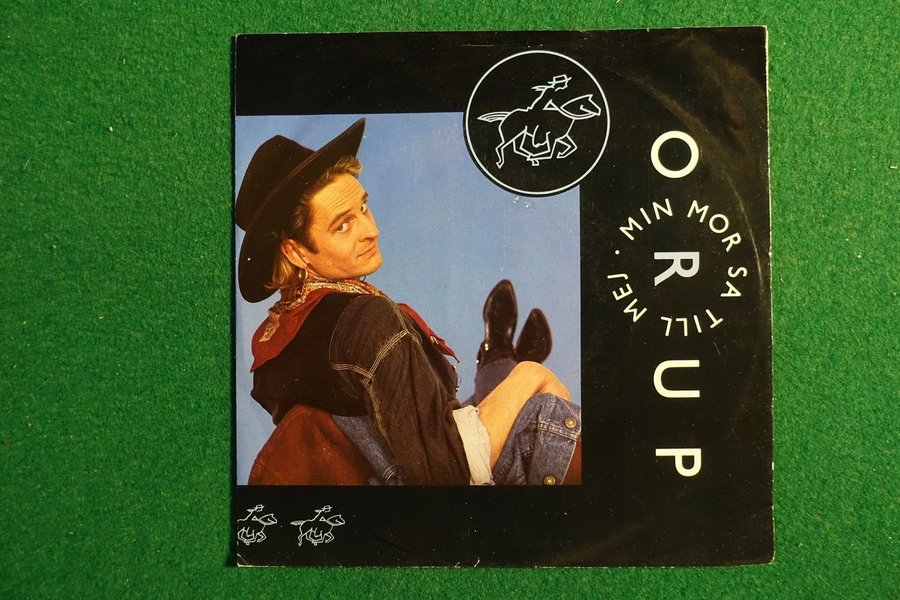 ORUP
MIN MOR SA TILL MEJ ·